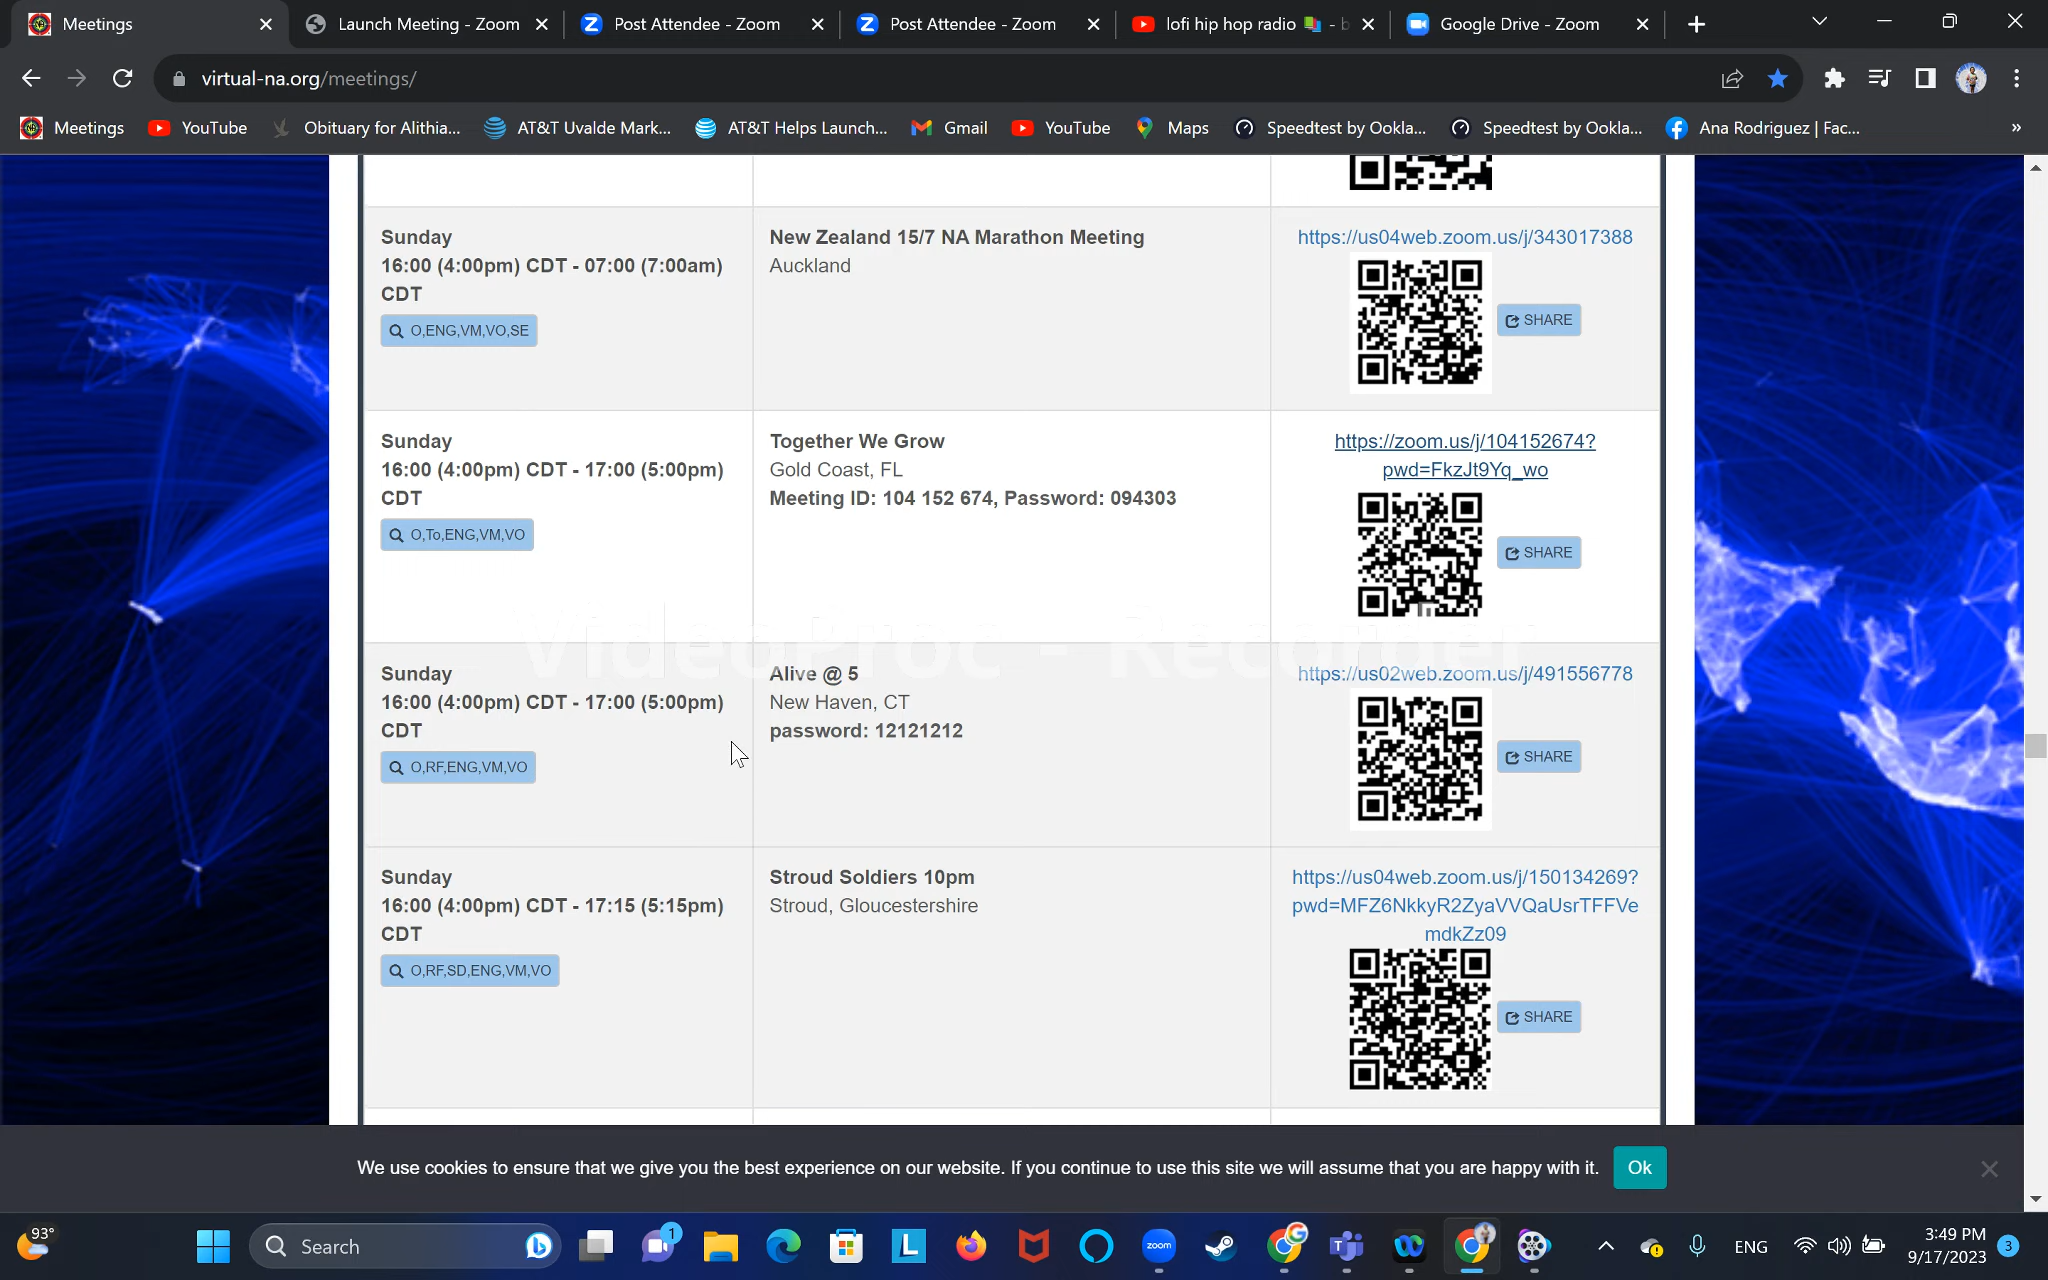 Meetings
Launch Meeting - Zoom
Post Attendee - Zoom
Post Attendee - Zoom
lofi hip hop radio
Google Drive - Zoom
virtual-na.org/meetings/
Meetings
YouTube
Obituary for Alithia...
AT&T Uvalde Mark...
AT&T Helps Launch...
Gmail
YouTube
Maps
Speedtest by Ookla...
Speedtest by Ookla...
Ana Rodriguez | Fac...
»
Sunday
16:00 (4:00pm) CDT - 07:00 (7:00am)
CDT
O,ENG,VM,VO,SE
New Zealand 15/7 NA Marathon Meeting
Auckland
https://us04web.zoom.us/j/343017388
SHARE
Sunday
16:00 (4:00pm) CDT - 17:00 (5:00pm)
CDT
O,To,ENG,VM,VO
Together We Grow
Gold Coast, FL
Meeting ID: 104 152 674, Password: 094303
https://zoom.us/j/104152674?
pwd=FkzJt9Yq_wo
SHARE
VideoProc - Recorder
Sunday
16:00 (4:00pm) CDT - 17:00 (5:00pm)
CDT
O,RF,ENG,VM,VO
Alive @ 5
New Haven, CT
password: 12121212
https://us02web.zoom.us/j/491556778
SHARE
Sunday
16:00 (4:00pm) CDT - 17:15 (5:15pm)
CDT
O,RF,SD,ENG,VM,VO
Stroud Soldiers 10pm
Stroud, Gloucestershire
https://us04web.zoom.us/j/150134269?
pwd=MFZ6NkkyR2ZyaVVQaUsrTFFVe
mdkZz09
SHARE
We use cookies to ensure that we give you the best experience on our website. If you continue to use this site we will assume that you are happy with it.
Ok
93°
Search
1
L
zoom
ENG
3:49 PM
9/17/2023
3